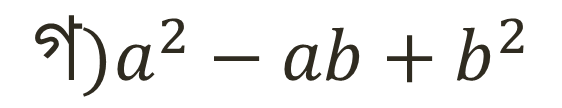 গ)a² − ab + b²